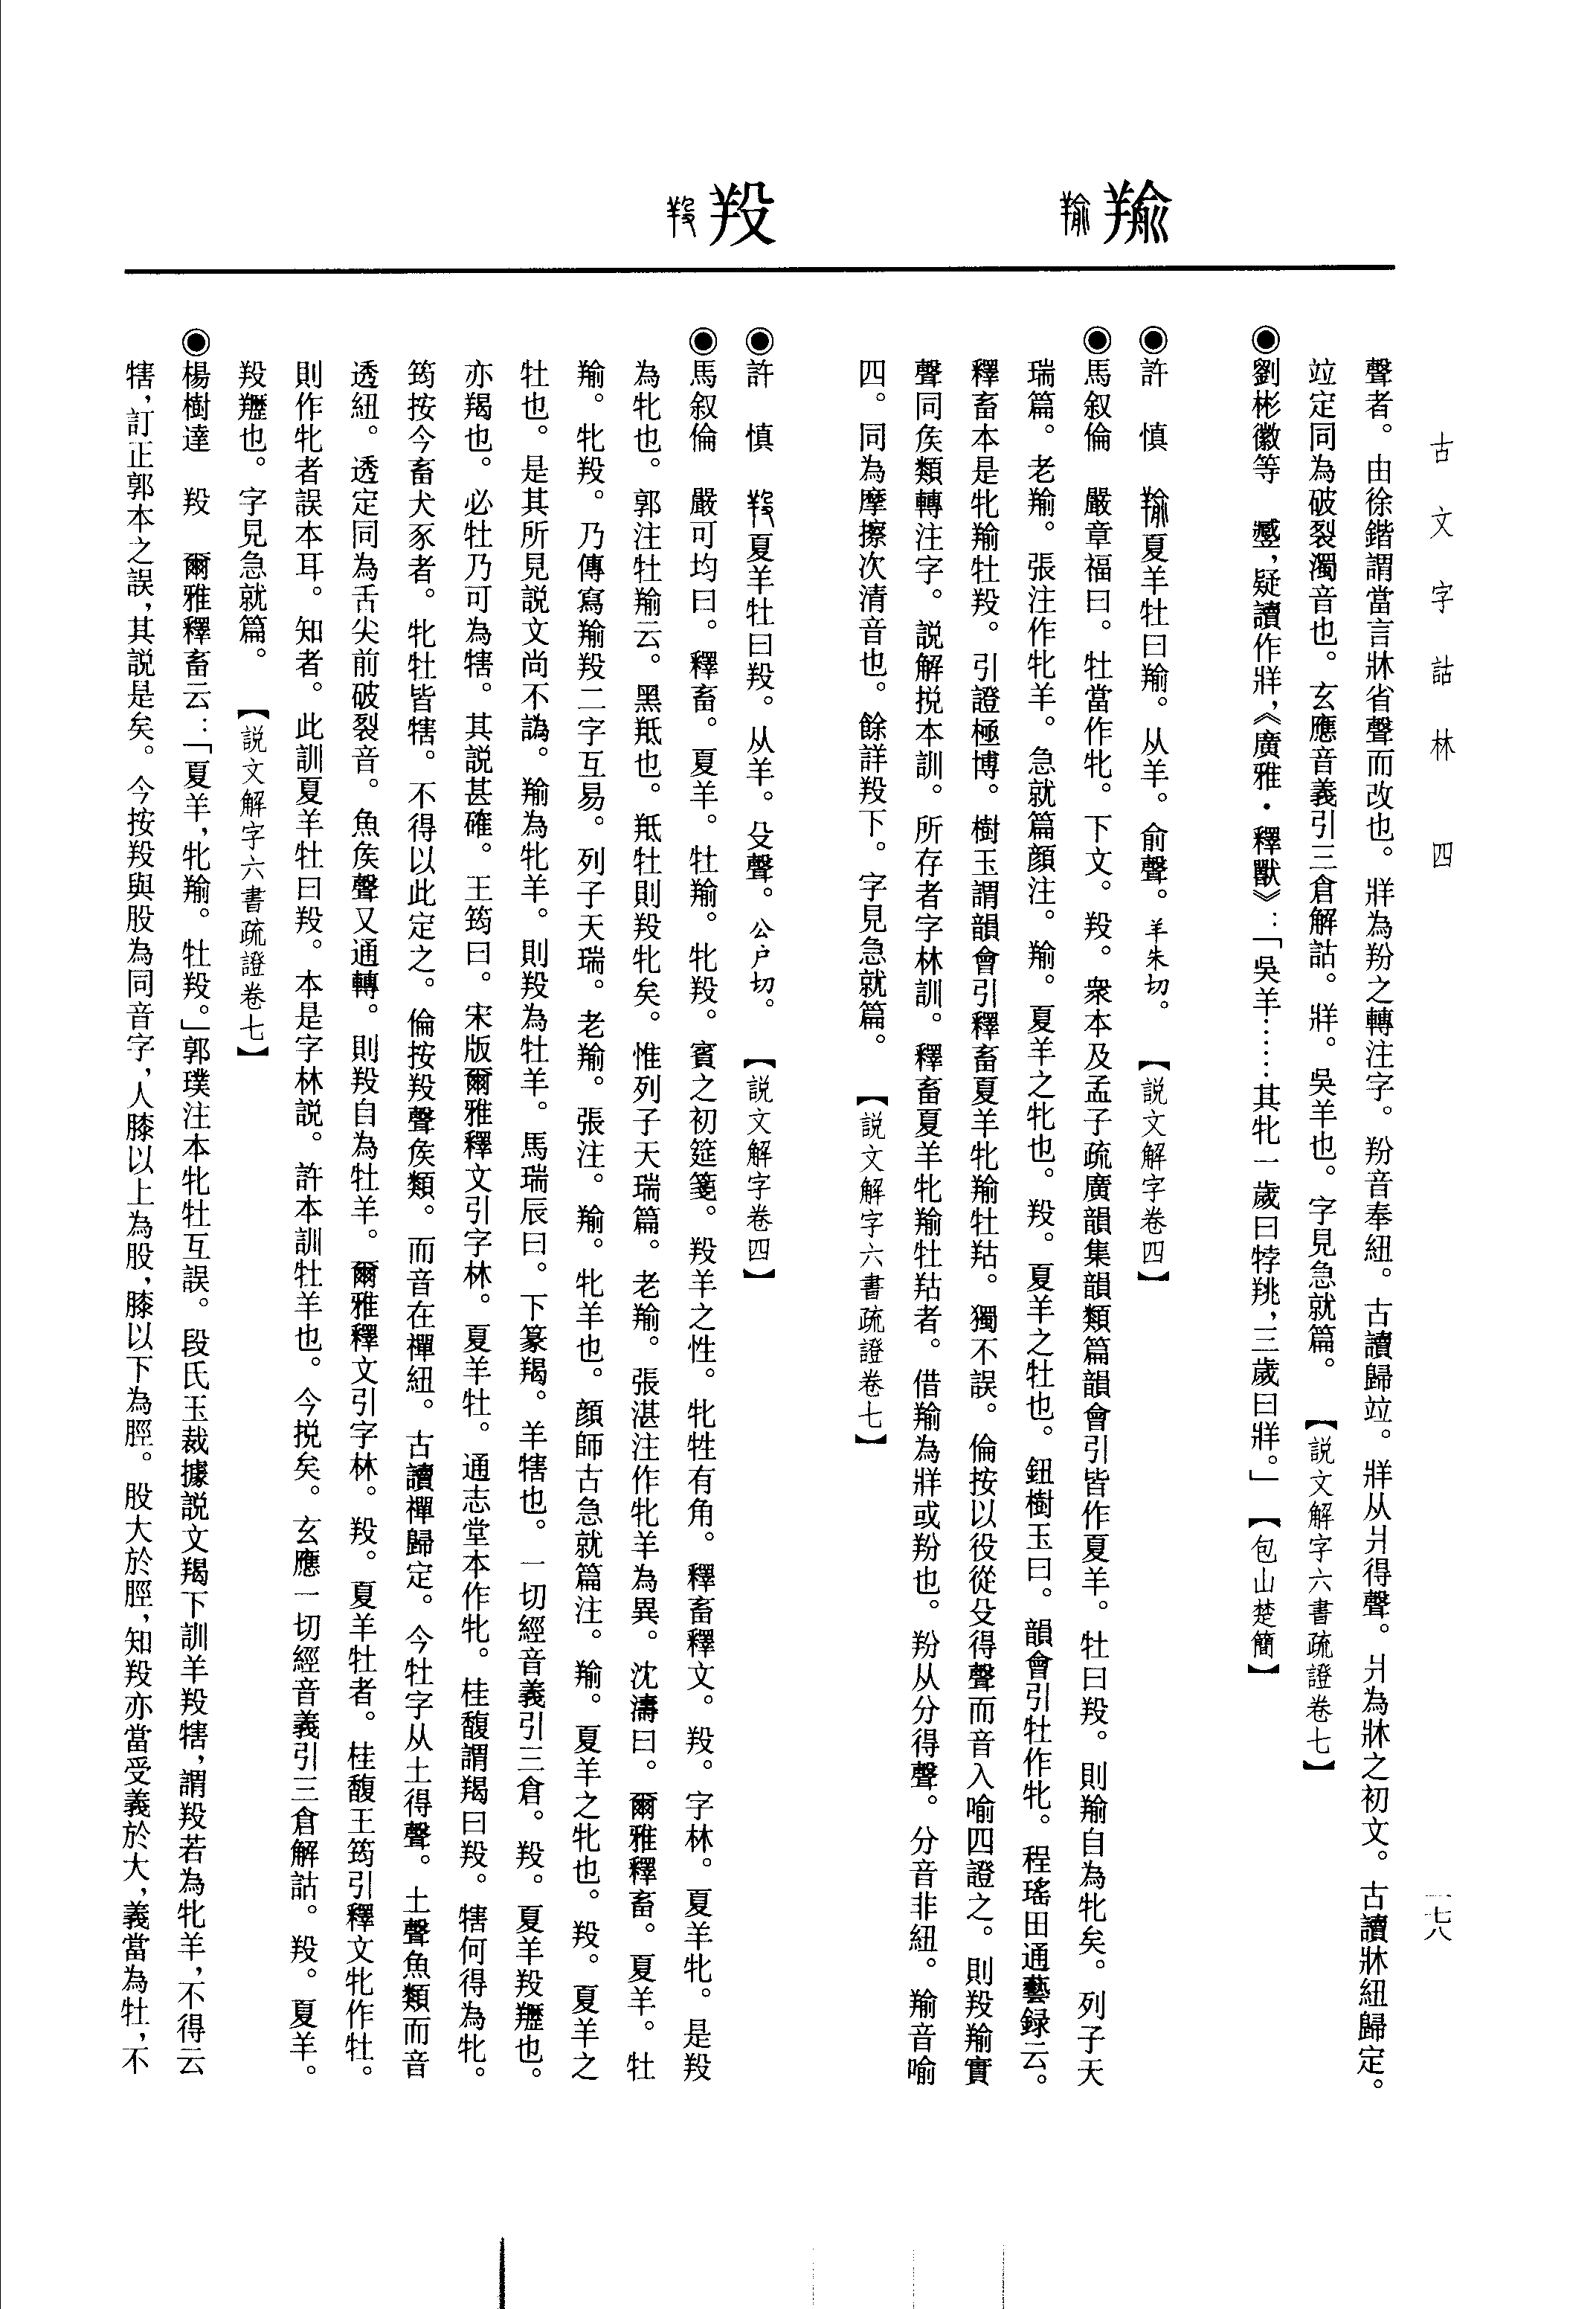 古文字詁林 四
一七八
聲者。由徐鍇謂當言牀省聲而改也。牂為羒之轉注字。羒音奉紐。古讀歸竝。牂从爿得聲。爿為牀之初文。古讀牀紐歸定。
竝定同為破裂濁音也。玄應音義引三倉解詁。牂。吳羊也。字見急就篇。 【説文解字六書疏證卷七】
◉劉彬徽等 ，疑讀作牂，《廣雅·釋獸》：「吳羊……其牝一歲曰牸羜，三歲曰牂。」【包山楚簡】
羭
◉許 慎 羭夏羊牡曰羭。从羊。俞聲。羊朱切。 【説文解字卷四】
◉馬叙倫 嚴章福曰。牡當作牝。下文。羖。衆本及孟子疏廣韻集韻類篇韻會引皆作夏羊。牡曰羖。則羭自為牝矣。列子天
瑞篇。老羭。張注作牝羊。急就篇顏注。羭。夏羊之牝也。羖。夏羊之牡也。鈕樹玉曰。韻會引牡作牝。程瑤田通藝録云。
釋畜本是牝羭牡羖。引證極博。樹玉謂韻會引釋畜夏羊牝羭牡羖。獨不誤。倫按以役從殳得聲而音入喻四證之。則羖羭實
聲同矦類轉注字。説解挩本訓。所存者字林訓。釋畜夏羊牝羭牡羖者。借羭為牂或羒也。羒从分得聲。分音非紐。羭音喻
四。同為摩擦次清音也。餘詳羖下。字見急就篇。 【説文解字六書疏證卷七】
羖
◉許 慎 羖夏羊牡曰羖。从羊。殳聲。公户切。 【説文解字卷四】
◉馬叙倫 嚴可均曰。釋畜。夏羊。牡羭。牝羖。賓之初筵箋。羖羊之性。牝牲有角。釋畜釋文。羖。字林。夏羊牝。是羖
為牝也。郭注牡羭云。黑羝也。羝牡則羖牝矣。惟列子天瑞篇。老羭。張湛注作牝羊為異。沈濤曰。爾雅釋畜。夏羊。牡
羭。牝羖。乃傳寫羭羖二字互易。列子天瑞。老羭。張注。羭。牝羊也。顏師古急就篇注。羭。夏羊之牝也。羖。夏羊之
牡也。是其所見説文尚不譌。羭為牝羊。則羖為牡羊。馬瑞辰曰。下篆羯。羊犗也。一切經音義引三倉。羖。夏羊羖䍽也。
亦羯也。必牡乃可為犗。其説甚確。王筠曰。宋版爾雅釋文引字林。夏羊牡。通志堂本作牝。桂馥謂羯曰羖。犗何得為牝。
筠按今畜犬豕者。牝牡皆犗。不得以此定之。倫按羖聲矦類。而音在禪紐。古讀禪歸定。今牡字从土得聲。土聲魚類而音
透紐。透定同為舌尖前破裂音。魚矦聲又通轉。則羖自為牡羊。爾雅釋文引字林。羖。夏羊牡者。桂馥王筠引釋文牝作牡。
則作牝者誤本耳。知者。此訓夏羊牡曰羖。本是字林説。許本訓牡羊也。今挩矣。玄應一切經音義引三倉解詁。羖。夏羊。
羖䍽也。字見急就篇。 【説文解字六書疏證卷七】
◉楊樹達 羖 爾雅釋畜云：「夏羊，牝羭。牡羖。」郭璞注本牝牡互誤。段氏玉裁據説文羯下訓羊羖犗，謂羖若為牝羊，不得云
犗，訂正郭本之誤，其説是矣。今按羖與股為同音字，人膝以上為股，膝以下為脛。股大於脛，知羖亦當受義於大，義當為牡，不